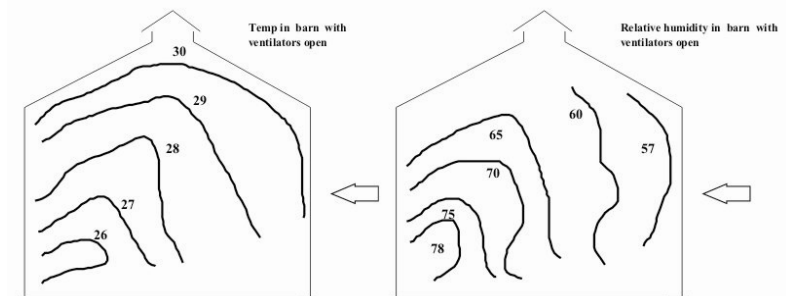 Temp in barn with
ventilators open
30
29
28
27
26
Relative humidity in barn with
ventilators open
60
57
65
70
75
78